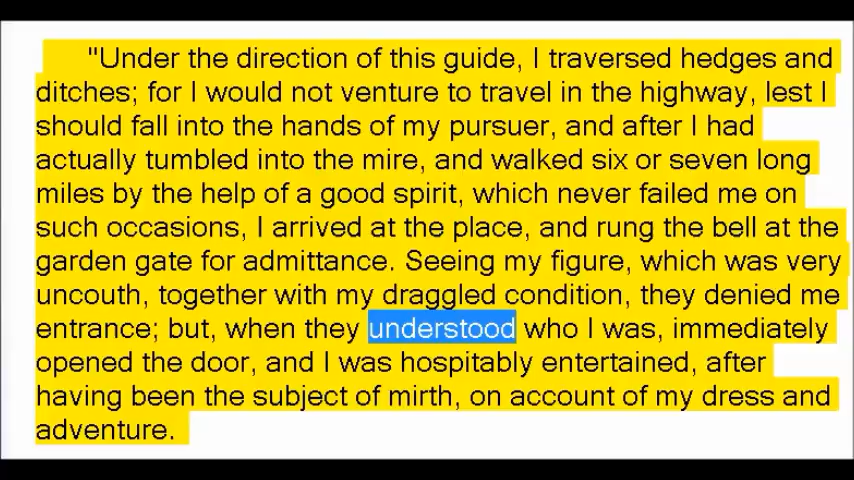 "Under the direction of this guide, I traversed hedges and
ditches; for I would not venture to travel in the highway, lest I
should fall into the hands of my pursuer, and after I had
actually tumbled into the mire, and walked six or seven long
miles by the help of a good spirit, which never failed me on
such occasions, I arrived at the place, and rung the bell at the
garden gate for admittance. Seeing my figure, which was very
uncouth, together with my draggled condition, they denied me
entrance; but, when they understood who I was, immediately
opened the door, and I was hospitably entertained, after
having been the subject of mirth, on account of my dress and
adventure.